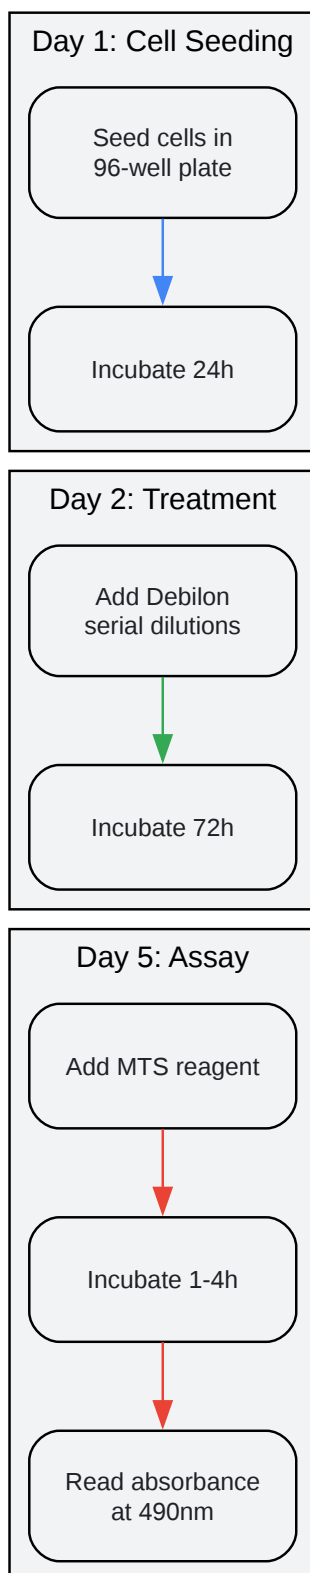 Day 1: Cell Seeding
Seed cells in
96-well plate
Incubate 24h
Day 2: Treatment
Add Debilon
serial dilutions
Incubate 72h
Day 5: Assay
Add MTS reagent
Incubate 1-4h
Read absorbance
at 490nm